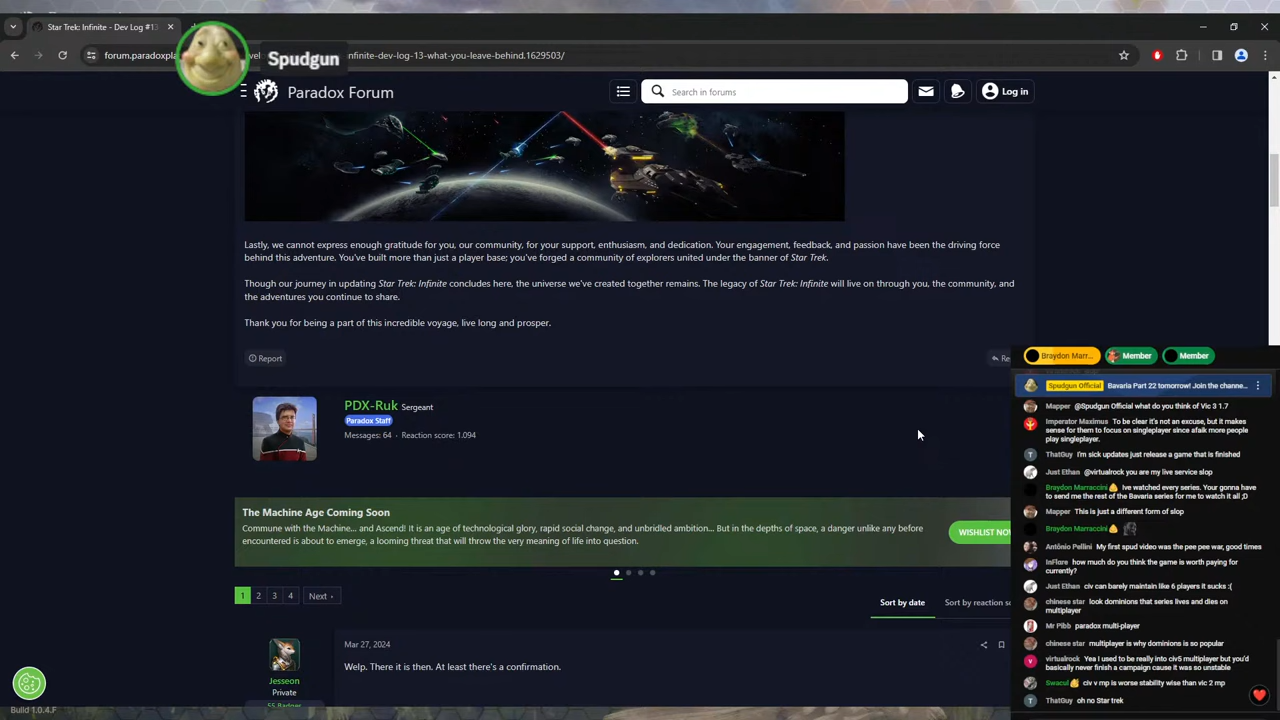 Star Trek: Infinite - Dev Log #13
Spudgun
forum.paradoxpla
infinite-dev-log-13-what-you-leave-behind.1629503/
Paradox Forum
Search in forums
Log in
Lastly, we cannot express enough gratitude for you, our community, for your support, enthusiasm, and dedication. Your engagement, feedback, and passion have been the driving force
behind this adventure. You've built more than just a player base; you've forged a community of explorers united under the banner of Star Trek.
Though our journey in updating Star Trek: Infinite concludes here, the universe we've created together remains. The legacy of Star Trek: Infinite will live on through you, the community, and
the adventures you continue to share.
Thank you for being a part of this incredible voyage, live long and prosper.
Report
Re
PDX-Ruk Sergeant
Paradox Staff
Messages: 64 · Reaction score: 1.094
The Machine Age Coming Soon
Commune with the Machine... and Ascend! It is an age of technological glory, rapid social change, and unbridled ambition... But in the depths of space, a danger unlike any before
encountered is about to emerge, a looming threat that will throw the very meaning of life into question.
WISHLIST NOW
1 2 3 4 Next ›
Sort by date
Sort by reaction sc
Mar 27, 2024
Welp. There it is then. At least there's a confirmation.
Jesseon
Private
55 Badges
Build 1.0.4.F
Braydon Marr...
Member
Member
Spudgun Official Bavaria Part 22 tomorrow! Join the channe...
Mapper @Spudgun Official what do you think of Vic 3 1.7
Imperator Maximus To be clear it's not an excuse, but it makes
sense for them to focus on singleplayer since afaik more people
play singleplayer.
ThatGuy I'm sick updates just release a game that is finished
Just Ethan @virtualrock you are my live service slop
Braydon Marraccini Ive watched every series. Your gonna have
to send me the rest of the Bavaria series for me to watch it all ;D
Mapper This is just a different form of slop
Braydon Marraccini
Antônio Pellini My first spud video was the pee pee war, good times
InFlare how much do you think the game is worth paying for
currently?
Just Ethan civ can barely maintain like 6 players it sucks :(
chinese star look dominions that series lives and dies on
multiplayer
Mr Pibb paradox multi-player
chinese star multiplayer is why dominions is so popular
virtualrock Yea I used to be really into civ5 multiplayer but you'd
basically never finish a campaign cause it was so unstable
Swacul civ v mp is worse stability wise than vic 2 mp
ThatGuy oh no Star trek